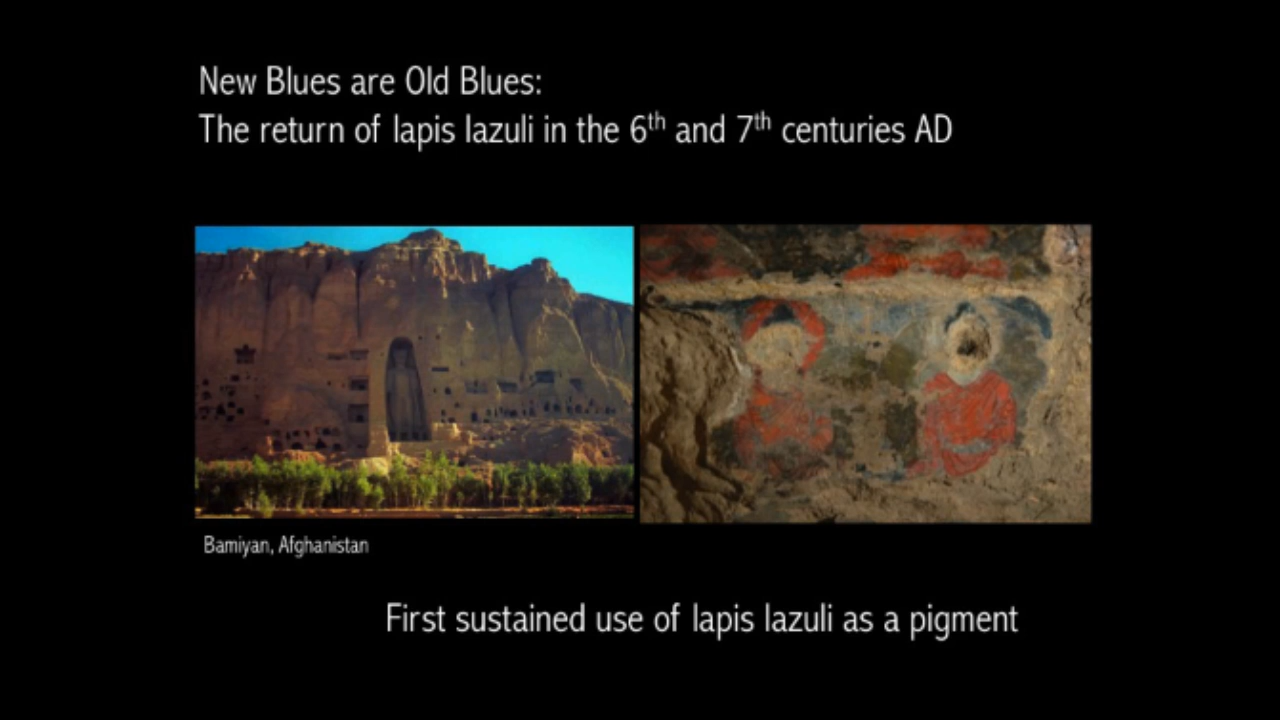 New Blues are Old Blues:
The return of lapis lazuli in the 6th and 7th centuries AD
Bamiyan, Afghanistan
First sustained use of lapis lazuli as a pigment